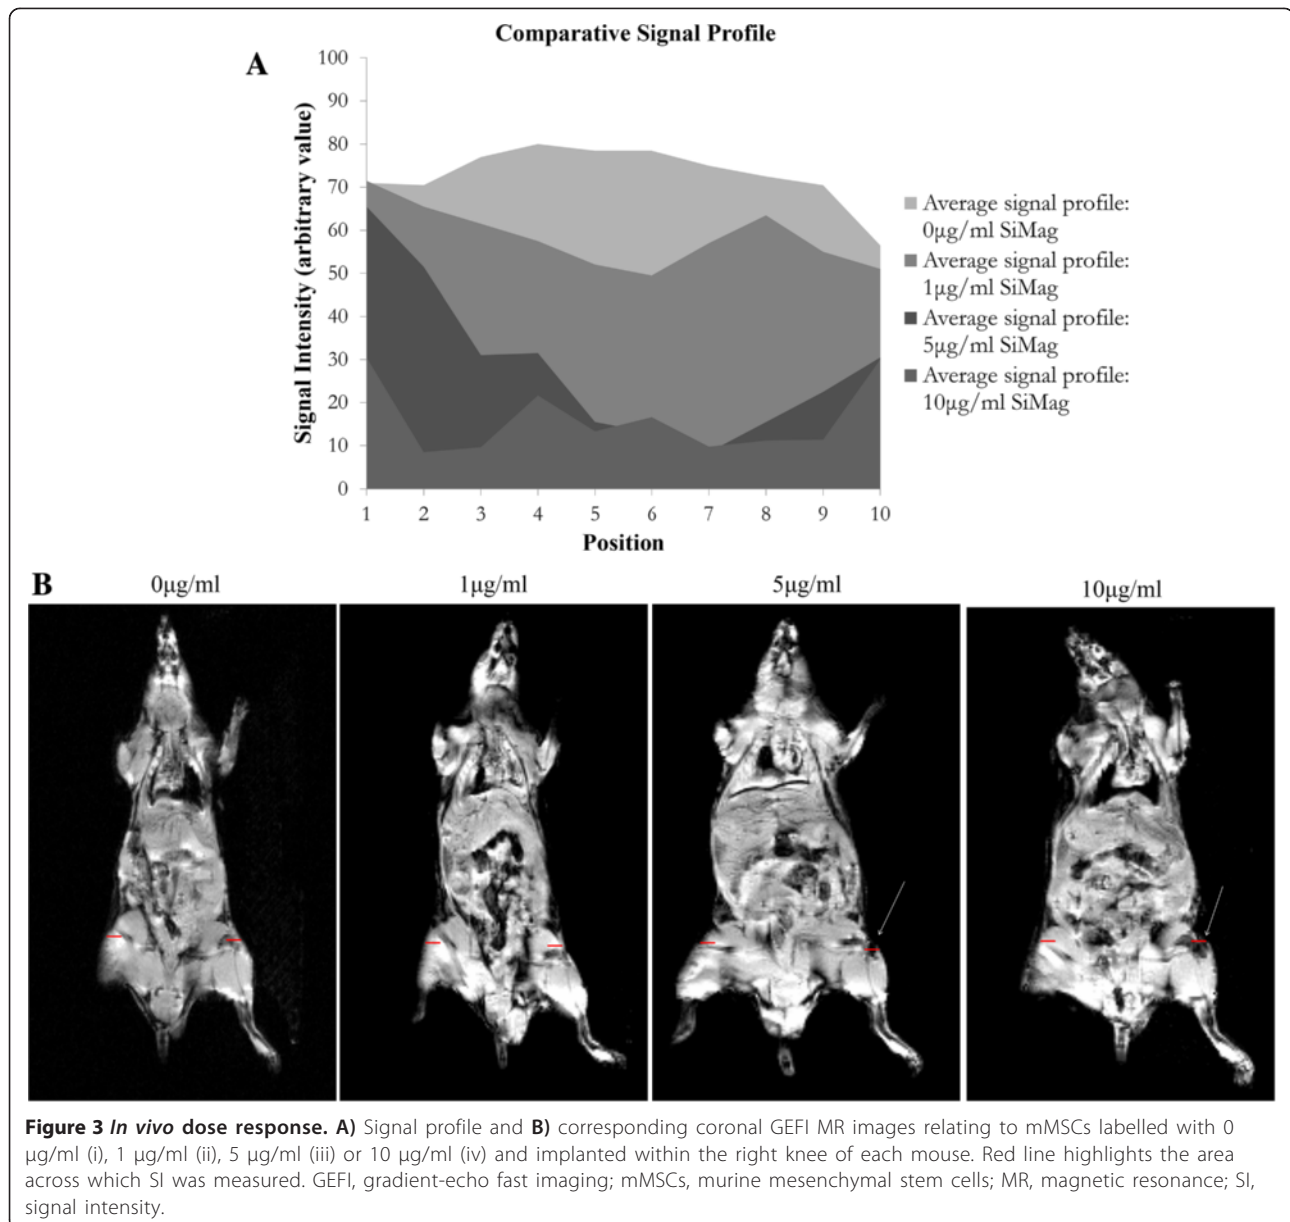 Comparative Signal Profile
A
Signal Intensity (arbitrary value)
100
90
80
70
60
50
40
30
20
10
0
1 2 3 4 5 6 7 8 9 10
Position
Average signal profile:
0µg/ml SiMag
Average signal profile:
1µg/ml SiMag
Average signal profile:
5µg/ml SiMag
Average signal profile:
10µg/ml SiMag
B
0µg/ml 1µg/ml 5µg/ml 10µg/ml
Figure 3 In vivo dose response. A) Signal profile and B) corresponding coronal GEFI MR images relating to mMSCs labelled with 0
µg/ml (i), 1 µg/ml (ii), 5 µg/ml (iii) or 10 µg/ml (iv) and implanted within the right knee of each mouse. Red line highlights the area
across which SI was measured. GEFI, gradient-echo fast imaging; mMSCs, murine mesenchymal stem cells; MR, magnetic resonance; SI,
signal intensity.